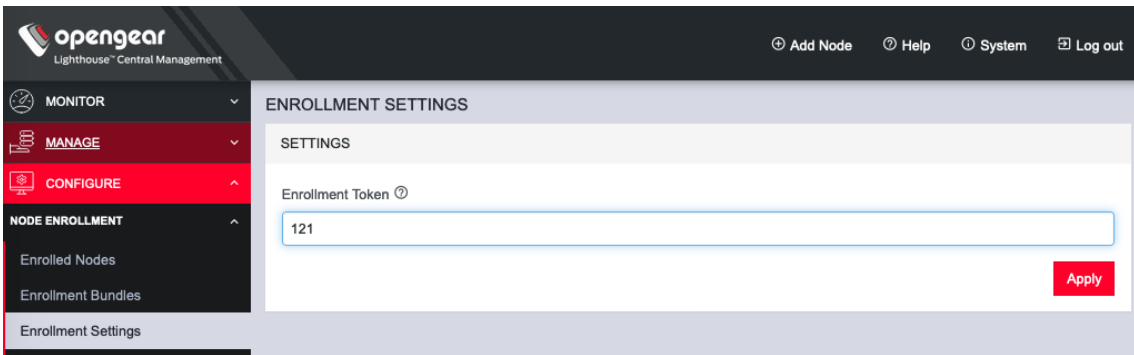 opengear
Lighthouse™ Central Management
Add Node
Help
System
Log out
MONITOR
MANAGE
CONFIGURE
NODE ENROLLMENT
Enrolled Nodes
Enrollment Bundles
Enrollment Settings
ENROLLMENT SETTINGS
SETTINGS
Enrollment Token
121
Apply